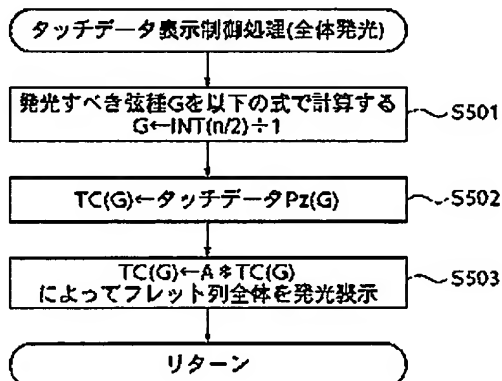 タッチデータ表示制御処理(全体発光)
発光すべき弦種Gを以下の式で計算する
G←INT(n/2)÷1
S501
TC(G)←タッチデータPz(G)
S502
TC(G)←A*TC(G)
によってフレット列全体を発光表示
S503
リターン